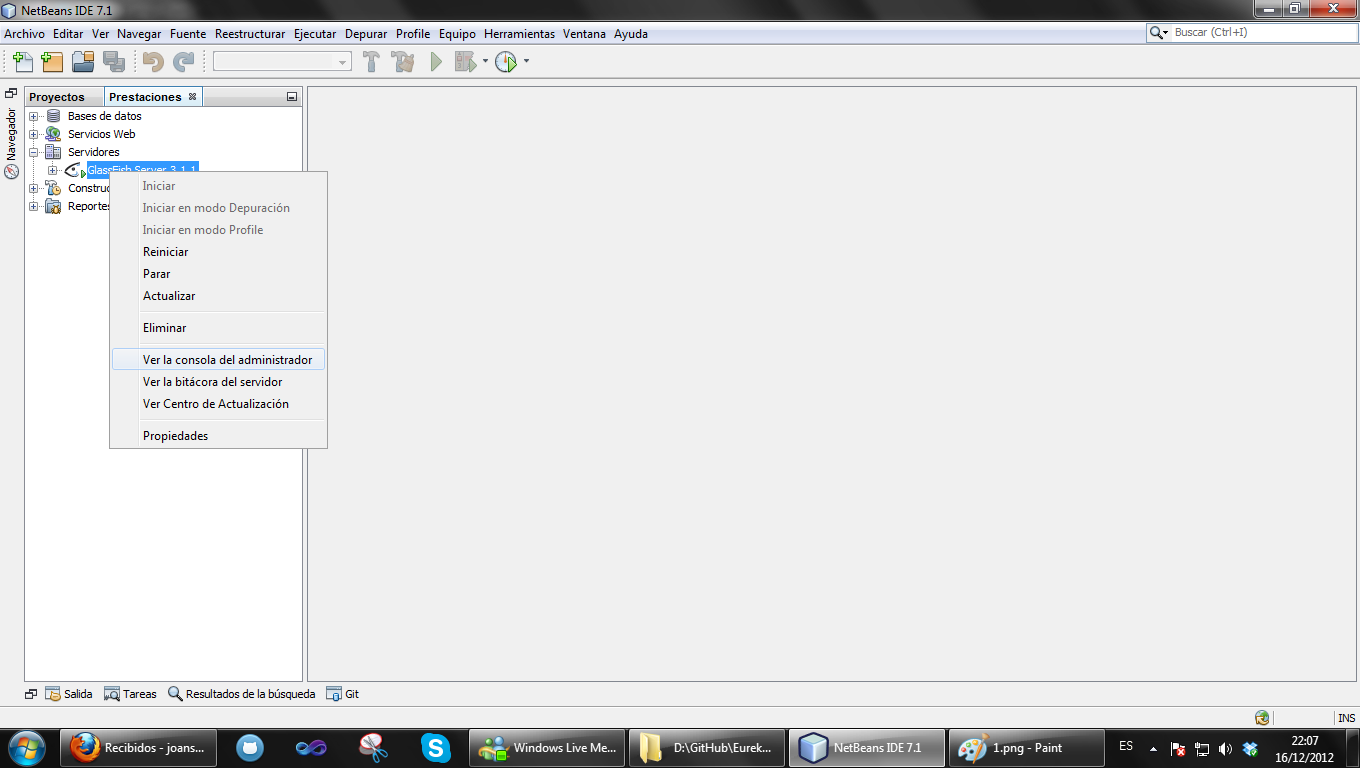 NetBeans IDE 7.1
Archivo Editar Ver Navegar Fuente Reestructurar Ejecutar Depurar Profile Equipo Herramientas Ventana Ayuda
Buscar (Ctrl+I)
Navegador
Proyectos Prestaciones
Bases de datos
Servicios Web
Servidores
GlassFish Server 3.1.1
Construc
Reportes
Iniciar
Iniciar en modo Depuración
Iniciar en modo Profile
Reiniciar
Parar
Actualizar
Eliminar
Ver la consola del administrador
Ver la bitácora del servidor
Ver Centro de Actualización
Propiedades
Salida Tareas Resultados de la búsqueda Git
INS
Recibidos - joans... Windows Live Me... D:\GitHub\Eurek... NetBeans IDE 7.1 1.png - Paint ES 22:07
16/12/2012